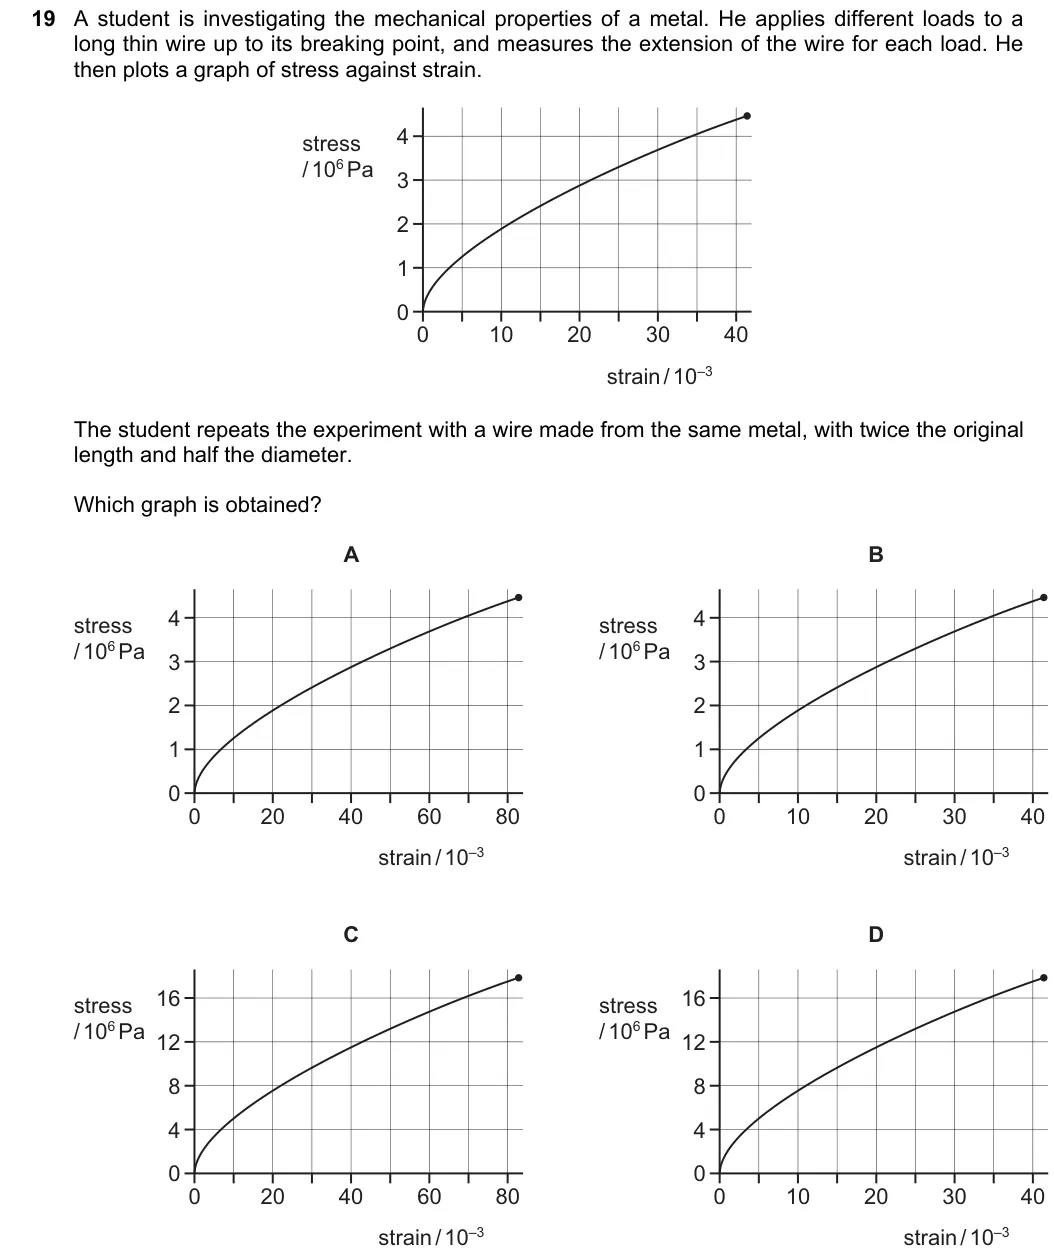 19 A student is investigating the mechanical properties of a metal. He applies different loads to a
long thin wire up to its breaking point, and measures the extension of the wire for each load. He
then plots a graph of stress against strain.
stress
/ 10⁶ Pa
4
3
2
1
0
0 10 20 30 40
strain / 10⁻³
The student repeats the experiment with a wire made from the same metal, with twice the original
length and half the diameter.
Which graph is obtained?
A
stress
/ 10⁶ Pa
4
3
2
1
0
0 20 40 60 80
strain / 10⁻³
B
stress
/ 10⁶ Pa
4
3
2
1
0
0 10 20 30 40
strain / 10⁻³
C
stress
/ 10⁶ Pa
16
12
8
4
0
0 20 40 60 80
strain / 10⁻³
D
stress
/ 10⁶ Pa
16
12
8
4
0
0 10 20 30 40
strain / 10⁻³